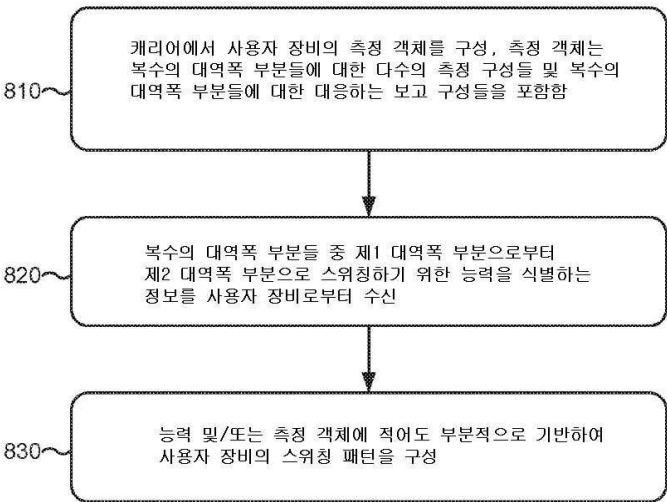 810
캐리어에서 사용자 장비의 측정 객체를 구성, 측정 객체는
복수의 대역폭 부분들에 대한 다수의 측정 구성들 및 복수의
대역폭 부분들에 대한 대응하는 보고 구성들을 포함함
820
복수의 대역폭 부분들 중 제1 대역폭 부분으로부터
제2 대역폭 부분으로 스위칭하기 위한 능력을 식별하는
정보를 사용자 장비로부터 수신
830
능력 및/또는 측정 객체에 적어도 부분적으로 기반하여
사용자 장비의 스위칭 패턴을 구성